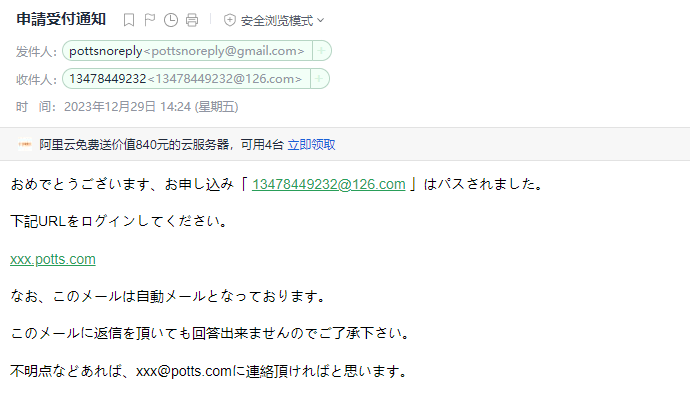 申請受付通知 安全浏览模式
发件人： pottsnoreply<pottsnoreply@gmail.com>
收件人： 13478449232<13478449232@126.com>
时 间： 2023年12月29日 14:24 (星期五)
阿里云免费送价值840元的云服务器，可用4台 立即领取
おめでとうございます、お申し込み「 13478449232@126.com 」はパスされました。
下記URLをログインしてください。
xxx.potts.com
なお、このメールは自動メールとなっております。
このメールに返信を頂いても回答出来ませんのでご了承下さい。
不明点などあれば、xxx@potts.comに連絡頂ければと思います。